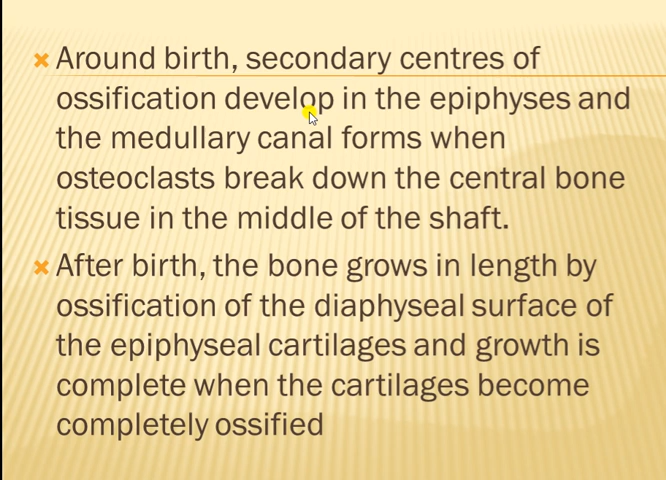 Around birth, secondary centres of
ossification develop in the epiphyses and
the medullary canal forms when
osteoclasts break down the central bone
tissue in the middle of the shaft.
After birth, the bone grows in length by
ossification of the diaphyseal surface of
the epiphyseal cartilages and growth is
complete when the cartilages become
completely ossified